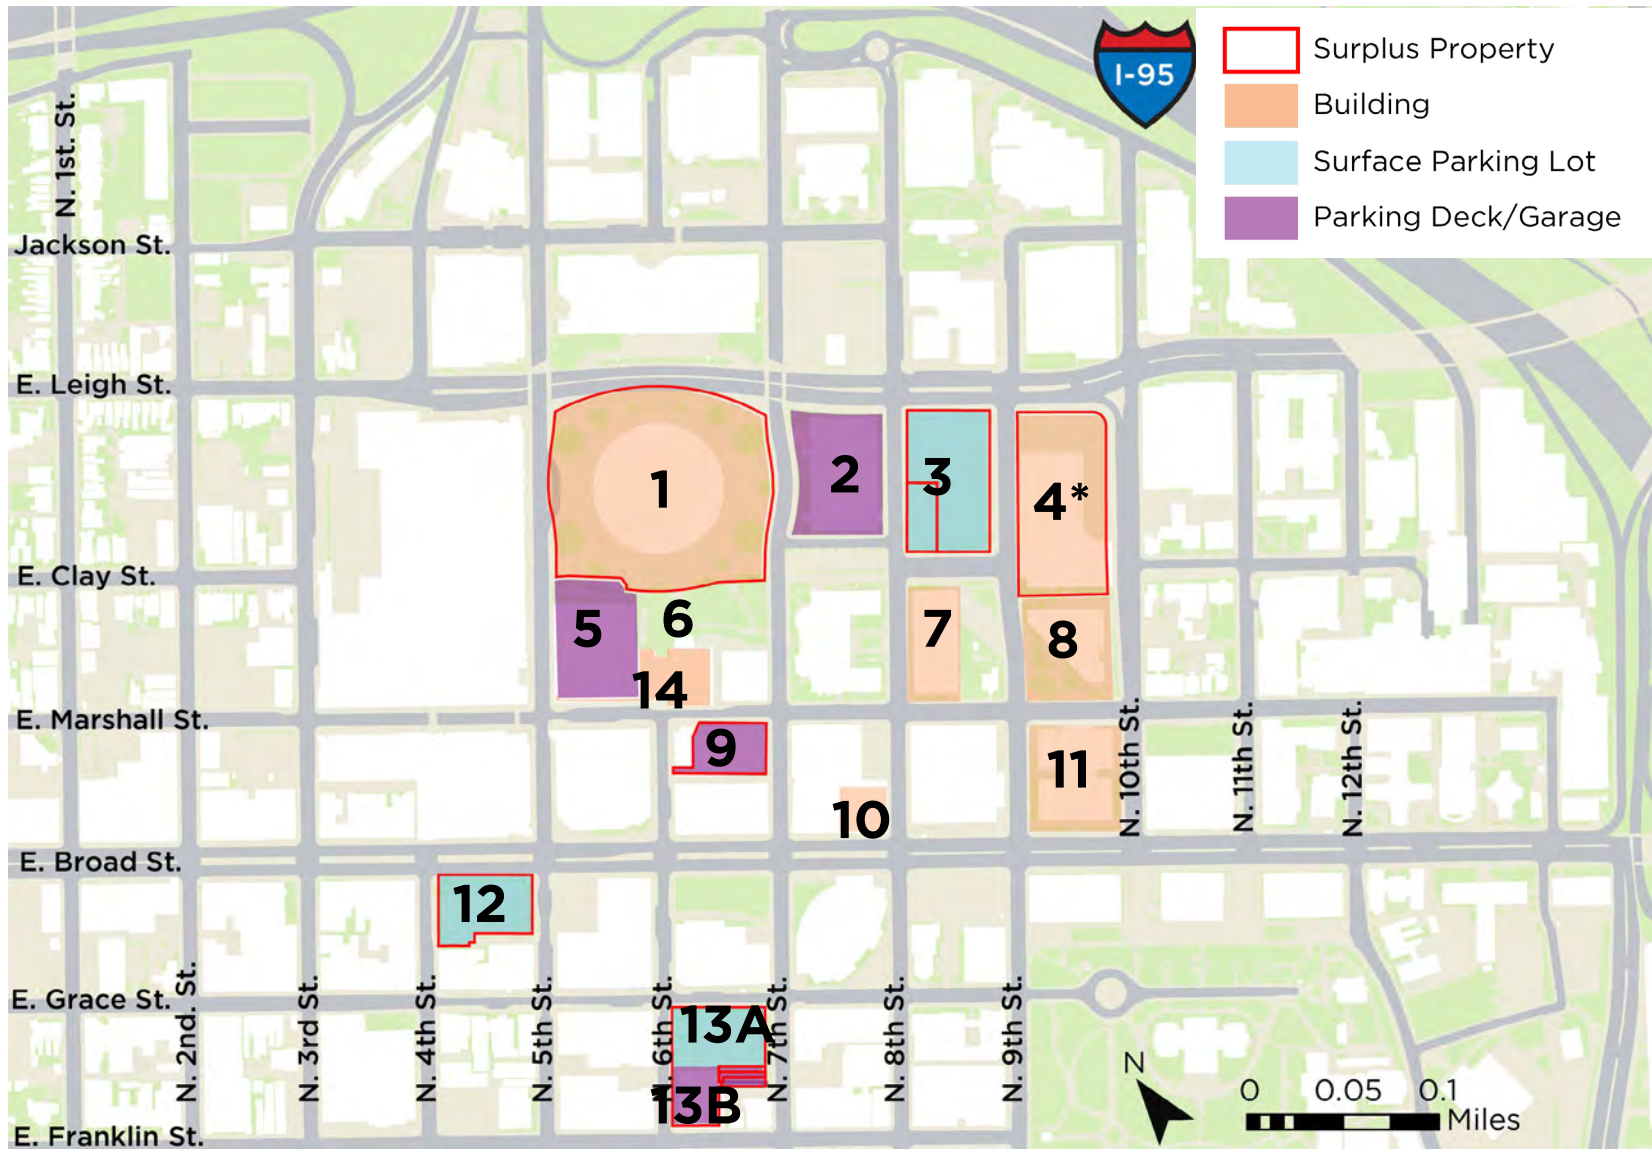 I-95
Surplus Property
Building
Surface Parking Lot
Parking Deck/Garage
N. 1st. St.
Jackson St.
E. Leigh St.
1
2
3
4*
E. Clay St.
5
6
7
8
14
E. Marshall St.
9
10
11
N. 10th St.
N. 11th St.
N. 12th St.
E. Broad St.
12
E. Grace St.
N. 2nd. St.
N. 3rd St.
N. 4th St.
N. 5th St.
N. 6th St.
N. 7th St.
N. 8th St.
N. 9th St.
13A
13B
E. Franklin St.
N
0 0.05 0.1
Miles